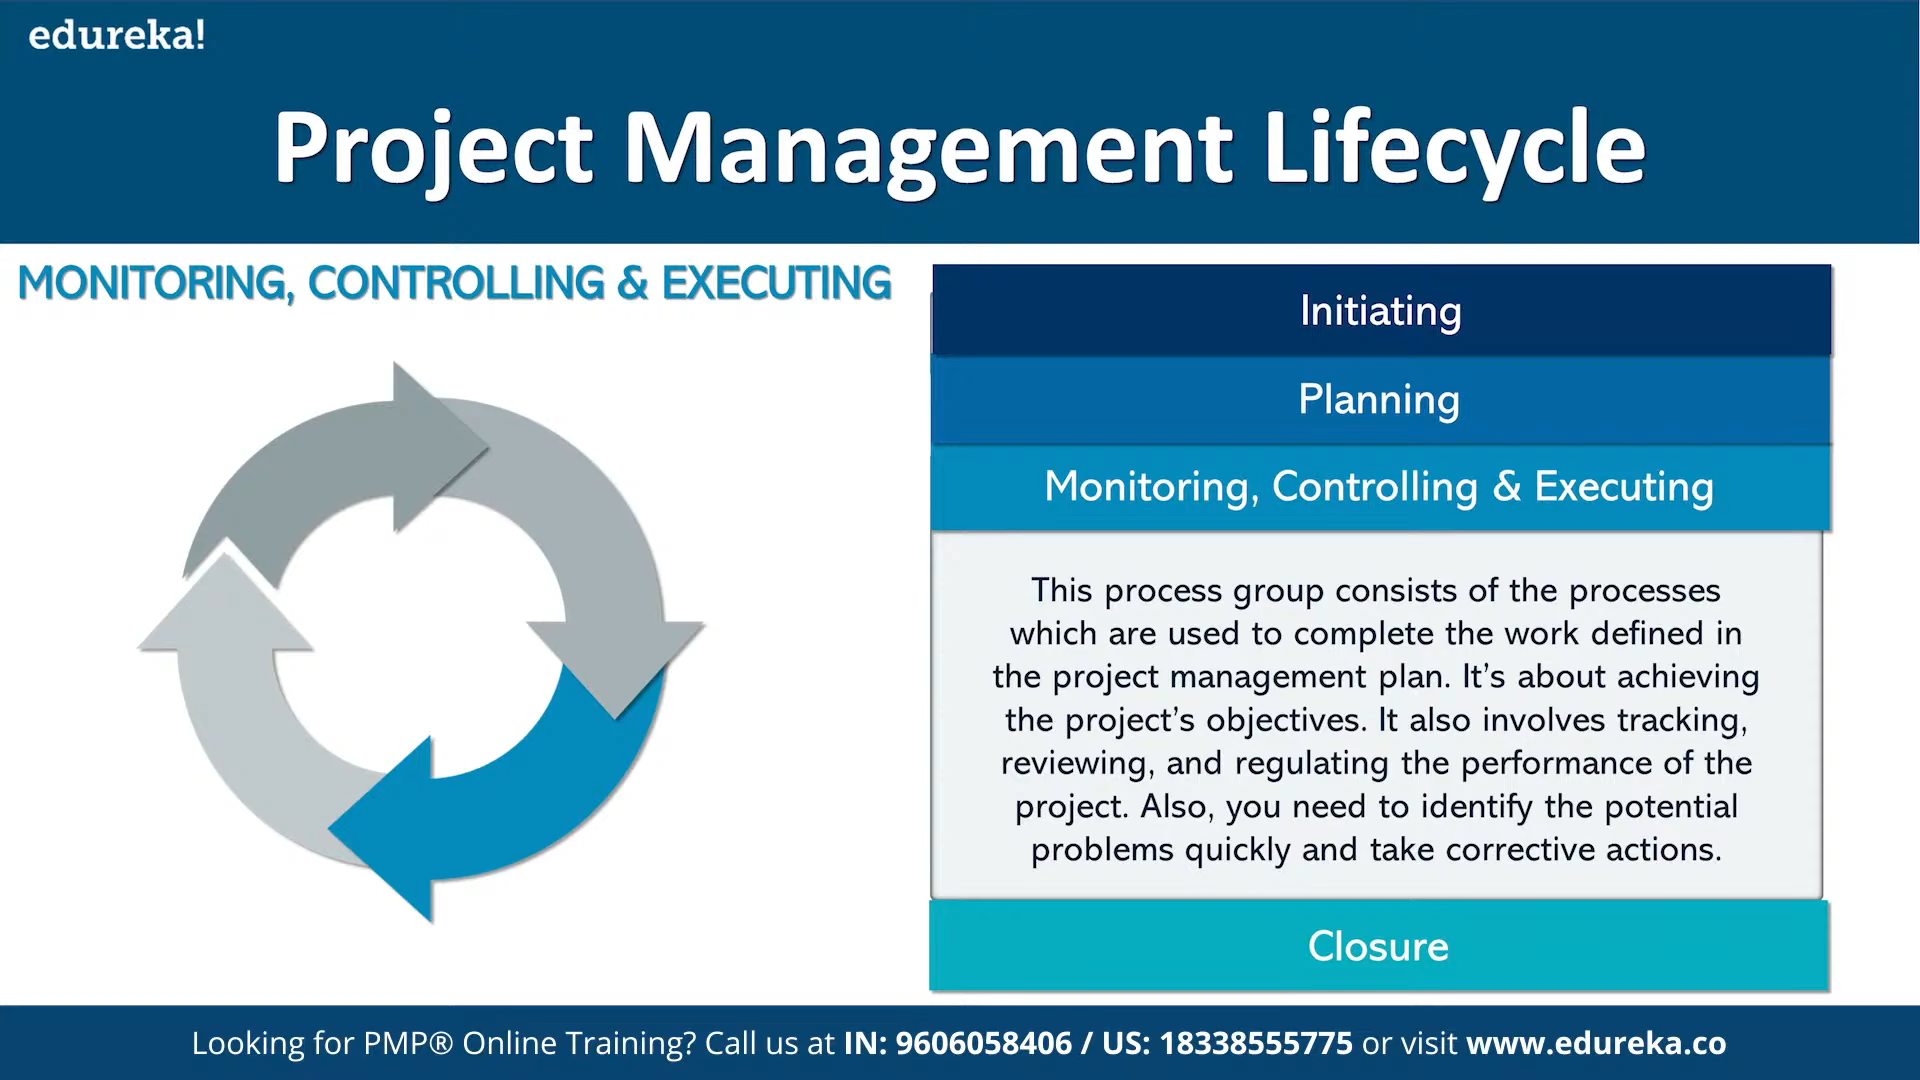 edureka!
Project Management Lifecycle
MONITORING, CONTROLLING & EXECUTING
Initiating
Planning
Monitoring, Controlling & Executing
This process group consists of the processes
which are used to complete the work defined in
the project management plan. It’s about achieving
the project’s objectives. It also involves tracking,
reviewing, and regulating the performance of the
project. Also, you need to identify the potential
problems quickly and take corrective actions.
Closure
Looking for PMP® Online Training? Call us at IN: 9606058406 / US: 18338555775 or visit www.edureka.co